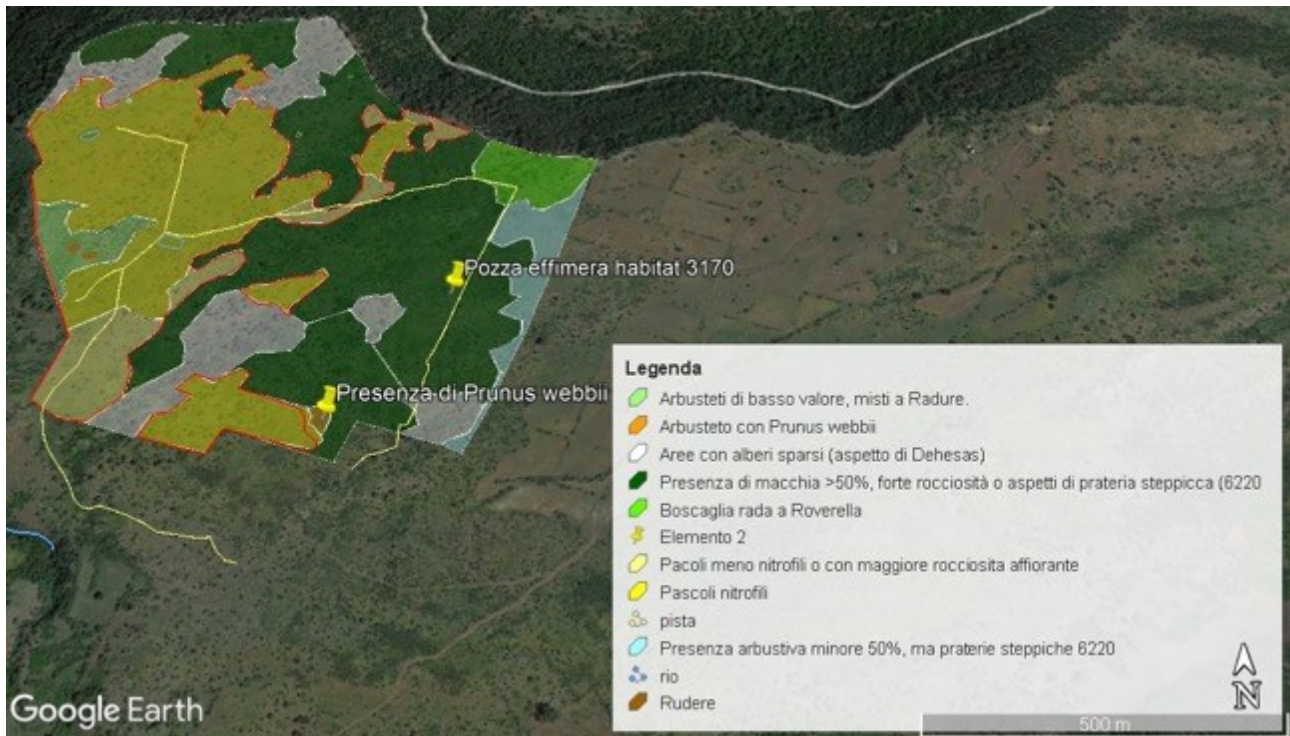 Pozza effimera habitat 3170
Presenza di Prunus webbii
Legenda
Arbusteti di basso valore, misti a Radure.
Arbusteto con Prunus webbii
Aree con alberi sparsi (aspetto di Dehesas)
Presenza di macchia >50%, forte rocciosità o aspetti di prateria steppicca (6220
Boscaglia rada a Roverella
Elemento 2
Pacoli meno nitrofili o con maggiore rocciosita affiorante
Pascoli nitrofili
pista
Presenza arbustiva minore 50%, ma praterie steppiche 6220
rio
Rudere
N
Google Earth
500 m